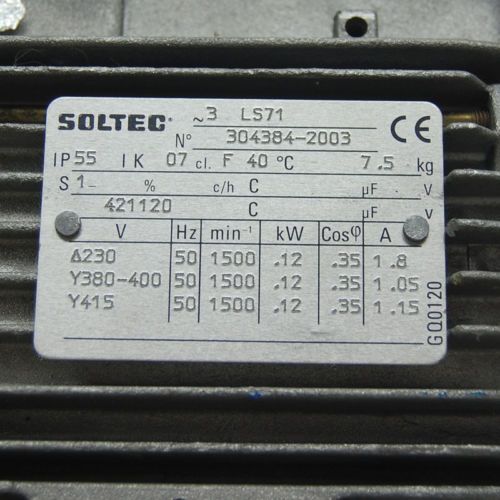 SOLTEC ~3 LS71
N° 304384-2003 CE
IP55 IK 07 cl. F 40 °C 7.5 kg
S1- % c/h C µF V
421120 C µF V
V Hz min⁻¹ kW Cosφ A
Δ230 50 1500 .12 .35 1.8
Y380-400 50 1500 .12 .35 1.05
Y415 50 1500 .12 .35 1.15
GQ0120